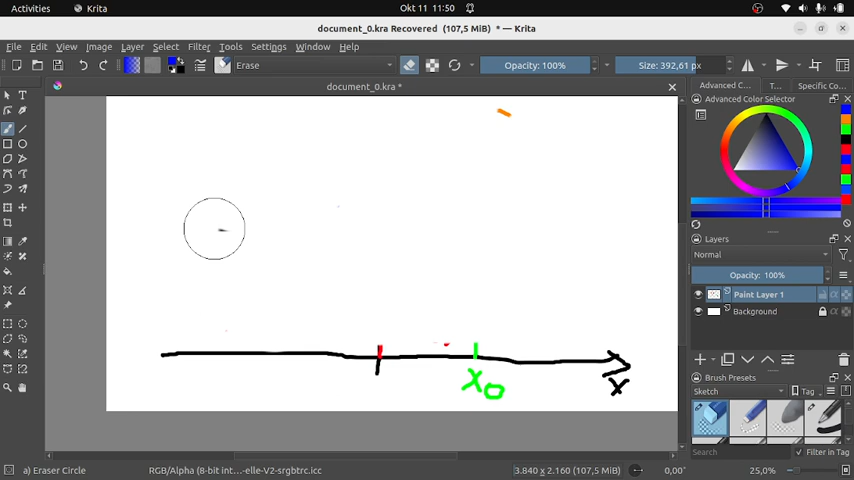 Activities Krita Okt 11 11:50
document_0.kra Recovered (107,5 MiB) * — Krita
File Edit View Image Layer Select Filter Tools Settings Window Help
Erase Opacity: 100% Size: 392,61 px
document_0.kra *
Advanced C... T... Specific Co...
Advanced Color Selector
Layers
Normal
Opacity: 100%
Paint Layer 1
Background
x₀ x
Brush Presets
Sketch Tag
Search Filter in Tag
a) Eraser Circle RGB/Alpha (8-bit int...-elle-V2-srgbtrc.icc 3.840 x 2.160 (107,5 MiB) 0,00° 25,0%